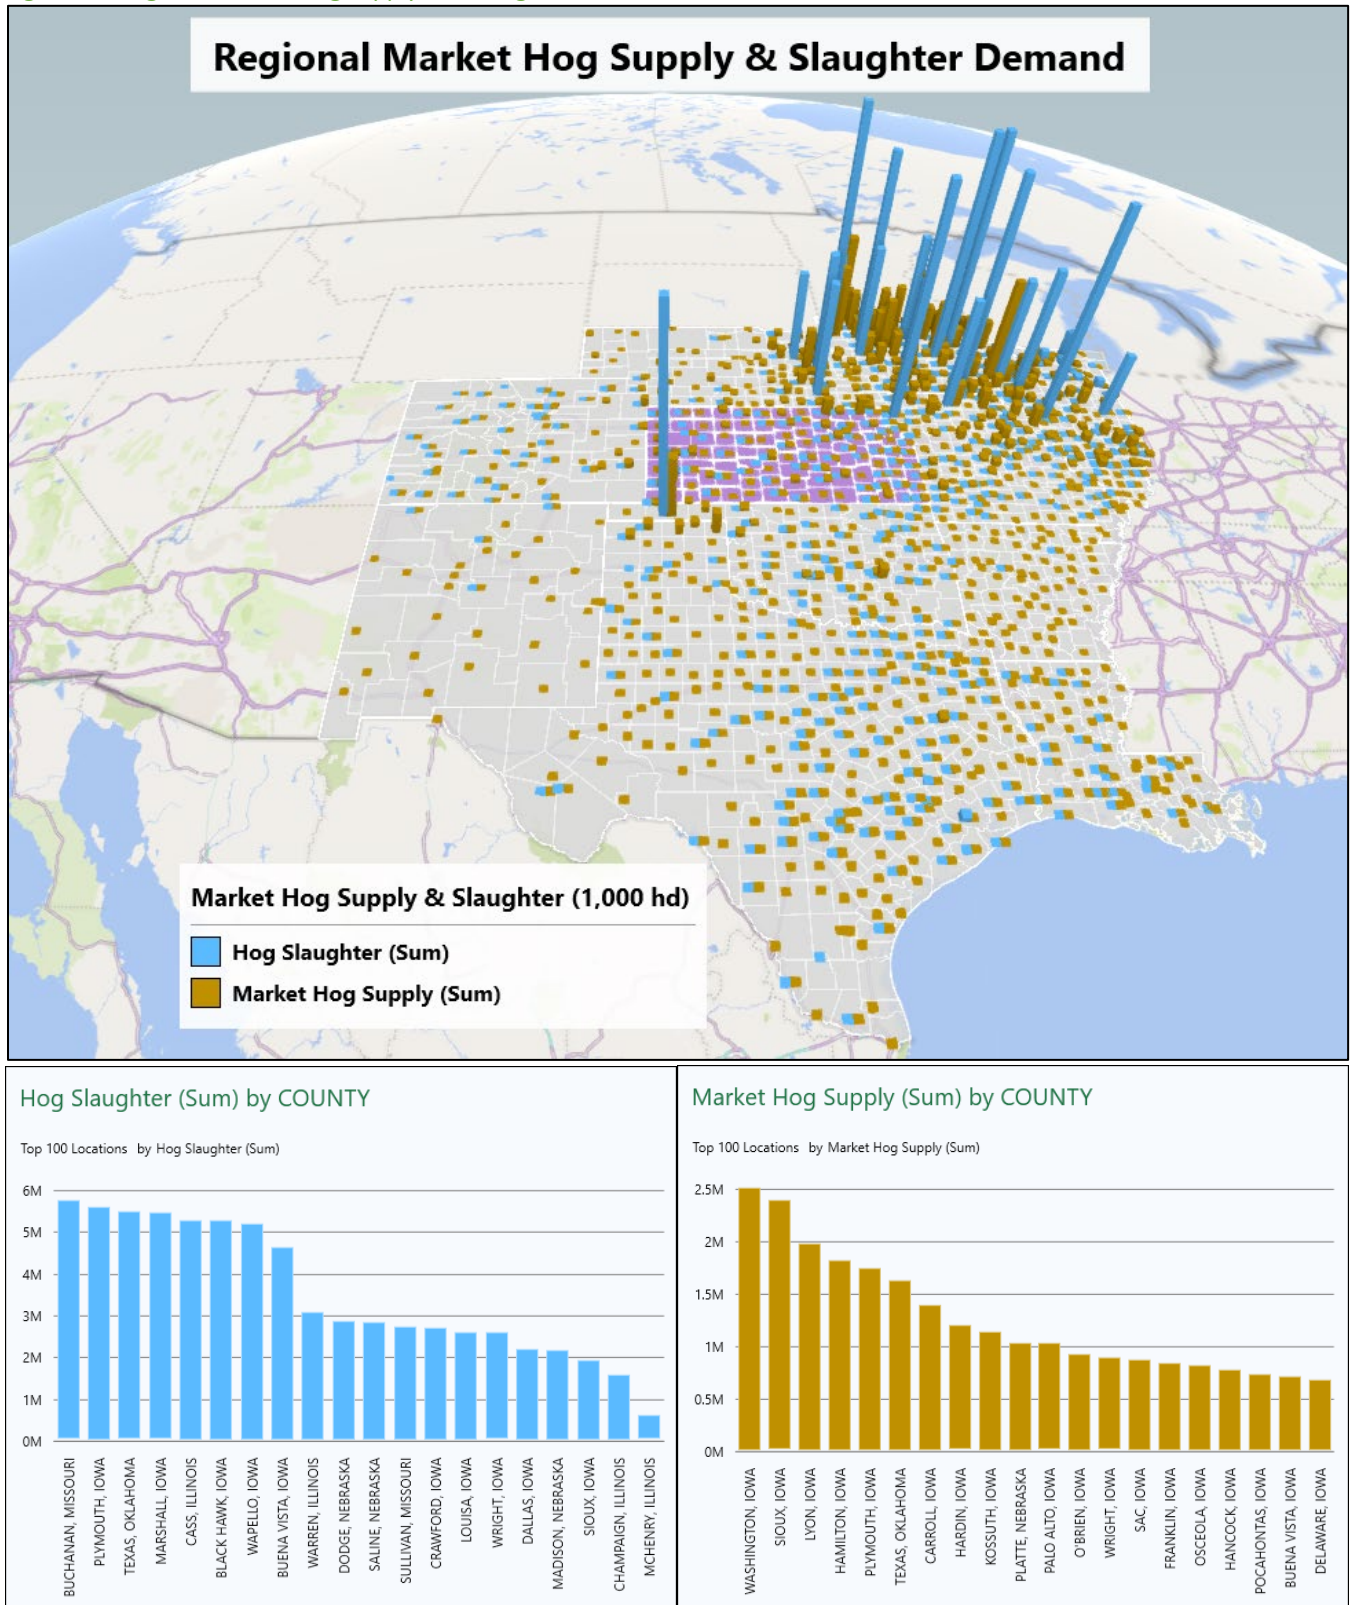 Regional Market Hog Supply & Slaughter Demand
Market Hog Supply & Slaughter (1,000 hd)
Hog Slaughter (Sum)
Market Hog Supply (Sum)
Hog Slaughter (Sum) by COUNTY
Top 100 Locations by Hog Slaughter (Sum)
6M
5M
4M
3M
2M
1M
0M
BUCHANAN, MISSOURI
PLYMOUTH, IOWA
TEXAS, OKLAHOMA
MARSHALL, IOWA
CASS, ILLINOIS
BLACK HAWK, IOWA
WAPELLO, IOWA
BUENA VISTA, IOWA
WARREN, ILLINOIS
DODGE, NEBRASKA
SALINE, NEBRASKA
SULLIVAN, MISSOURI
CRAWFORD, IOWA
LOUISA, IOWA
WRIGHT, IOWA
DALLAS, IOWA
MADISON, NEBRASKA
SIOUX, IOWA
CHAMPAIGN, ILLINOIS
MCHENRY, ILLINOIS
Market Hog Supply (Sum) by COUNTY
Top 100 Locations by Market Hog Supply (Sum)
2.5M
2M
1.5M
1M
0.5M
0M
WASHINGTON, IOWA
SIOUX, IOWA
LYON, IOWA
HAMILTON, IOWA
PLYMOUTH, IOWA
TEXAS, OKLAHOMA
CARROLL, IOWA
HARDIN, IOWA
KOSSUTH, IOWA
PLATTE, NEBRASKA
PALO ALTO, IOWA
O'BRIEN, IOWA
WRIGHT, IOWA
SAC, IOWA
FRANKLIN, IOWA
OSCEOLA, IOWA
HANCOCK, IOWA
POCAHONTAS, IOWA
BUENA VISTA, IOWA
DELAWARE, IOWA